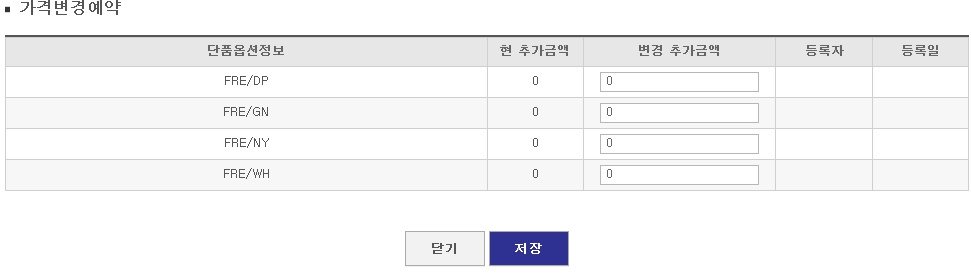 가격변경예약
단품옵션정보 현 추가금액 변경 추가금액 등록자 등록일
FRE/DP 0 0
FRE/GN 0 0
FRE/NY 0 0
FRE/WH 0 0
닫기 저장